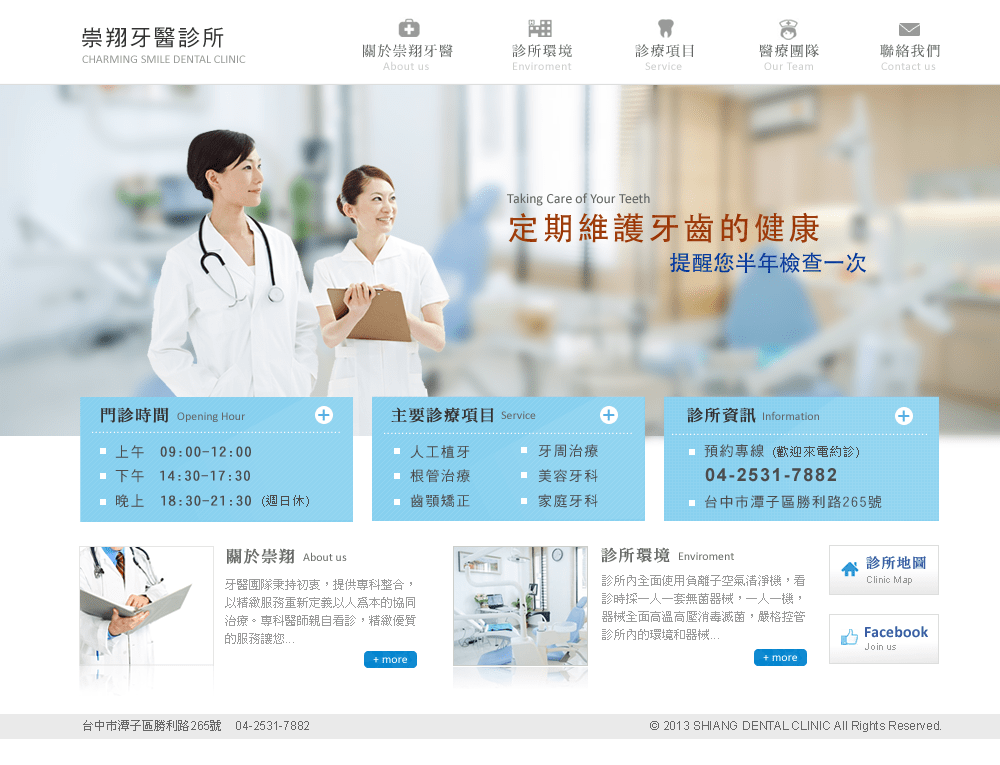 崇翔牙醫診所
CHARMING SMILE DENTAL CLINIC
關於崇翔牙醫
About us
診所環境
Enviroment
診療項目
Service
醫療團隊
Our Team
聯絡我們
Contact us
Taking Care of Your Teeth
定期維護牙齒的健康
提醒您半年檢查一次
門診時間 Opening Hour
上午 09:00-12:00
下午 14:30-17:30
晚上 18:30-21:30 (週日休)
主要診療項目 Service
人工植牙 牙周治療
根管治療 美容牙科
齒顎矯正 家庭牙科
診所資訊 Information
預約專線 (歡迎來電約診)
04-2531-7882
台中市潭子區勝利路265號
關於崇翔 About us
牙醫團隊秉持初衷，提供專科整合，
以精緻服務重新定義以人為本的協同
治療。專科醫師親自看診，精緻優質
的服務讓您...
+ more
診所環境 Enviroment
診所內全面使用負離子空氣清淨機，看
診時採一人一套無菌器械，一人一機，
器械全面高溫高壓消毒滅菌，嚴格控管
診所內的環境和器械...
+ more
診所地圖
Clinic Map
Facebook
Join us
台中市潭子區勝利路265號 04-2531-7882
© 2013 SHIANG DENTAL CLINIC All Rights Reserved.